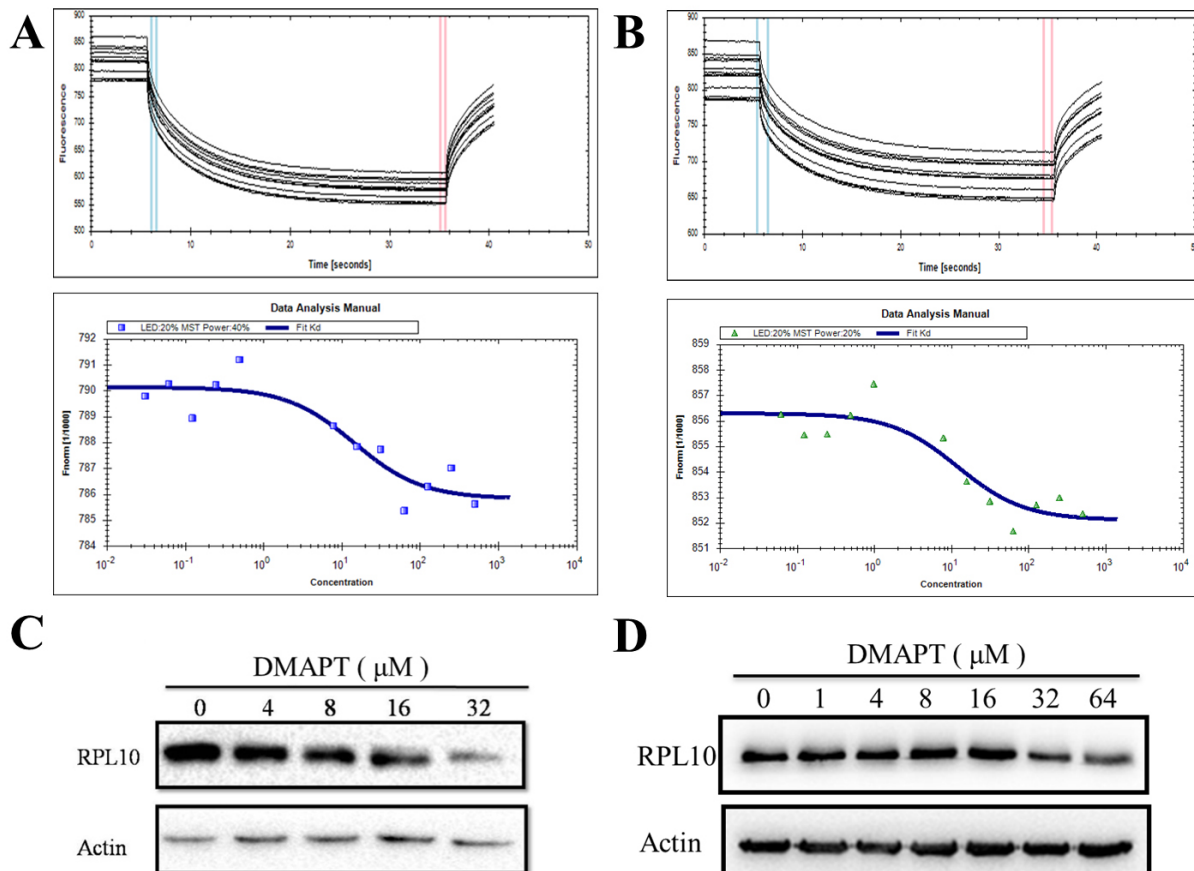 A
900
850
800
750
700
650
600
550
500
Fluorescence
0
10
20
30
40
50
Time [seconds]
B
900
850
800
750
700
650
600
Fluorescence
0
10
20
30
40
50
Time [seconds]
Data Analysis Manual
LED:20% MST Power:40%
Fit Kd
792
791
790
789
788
787
786
785
784
Fnorm [1/1000]
10-2
10-1
100
101
102
103
104
Concentration
Data Analysis Manual
LED:20% MST Power:20%
Fit Kd
859
858
857
856
855
854
853
852
851
Fnorm [1/1000]
10-2
10-1
100
101
102
103
104
Concentration
C
DMAPT ( μM )
0 4 8 16 32
RPL10
Actin
D
DMAPT ( μM )
0 1 4 8 16 32 64
RPL10
Actin